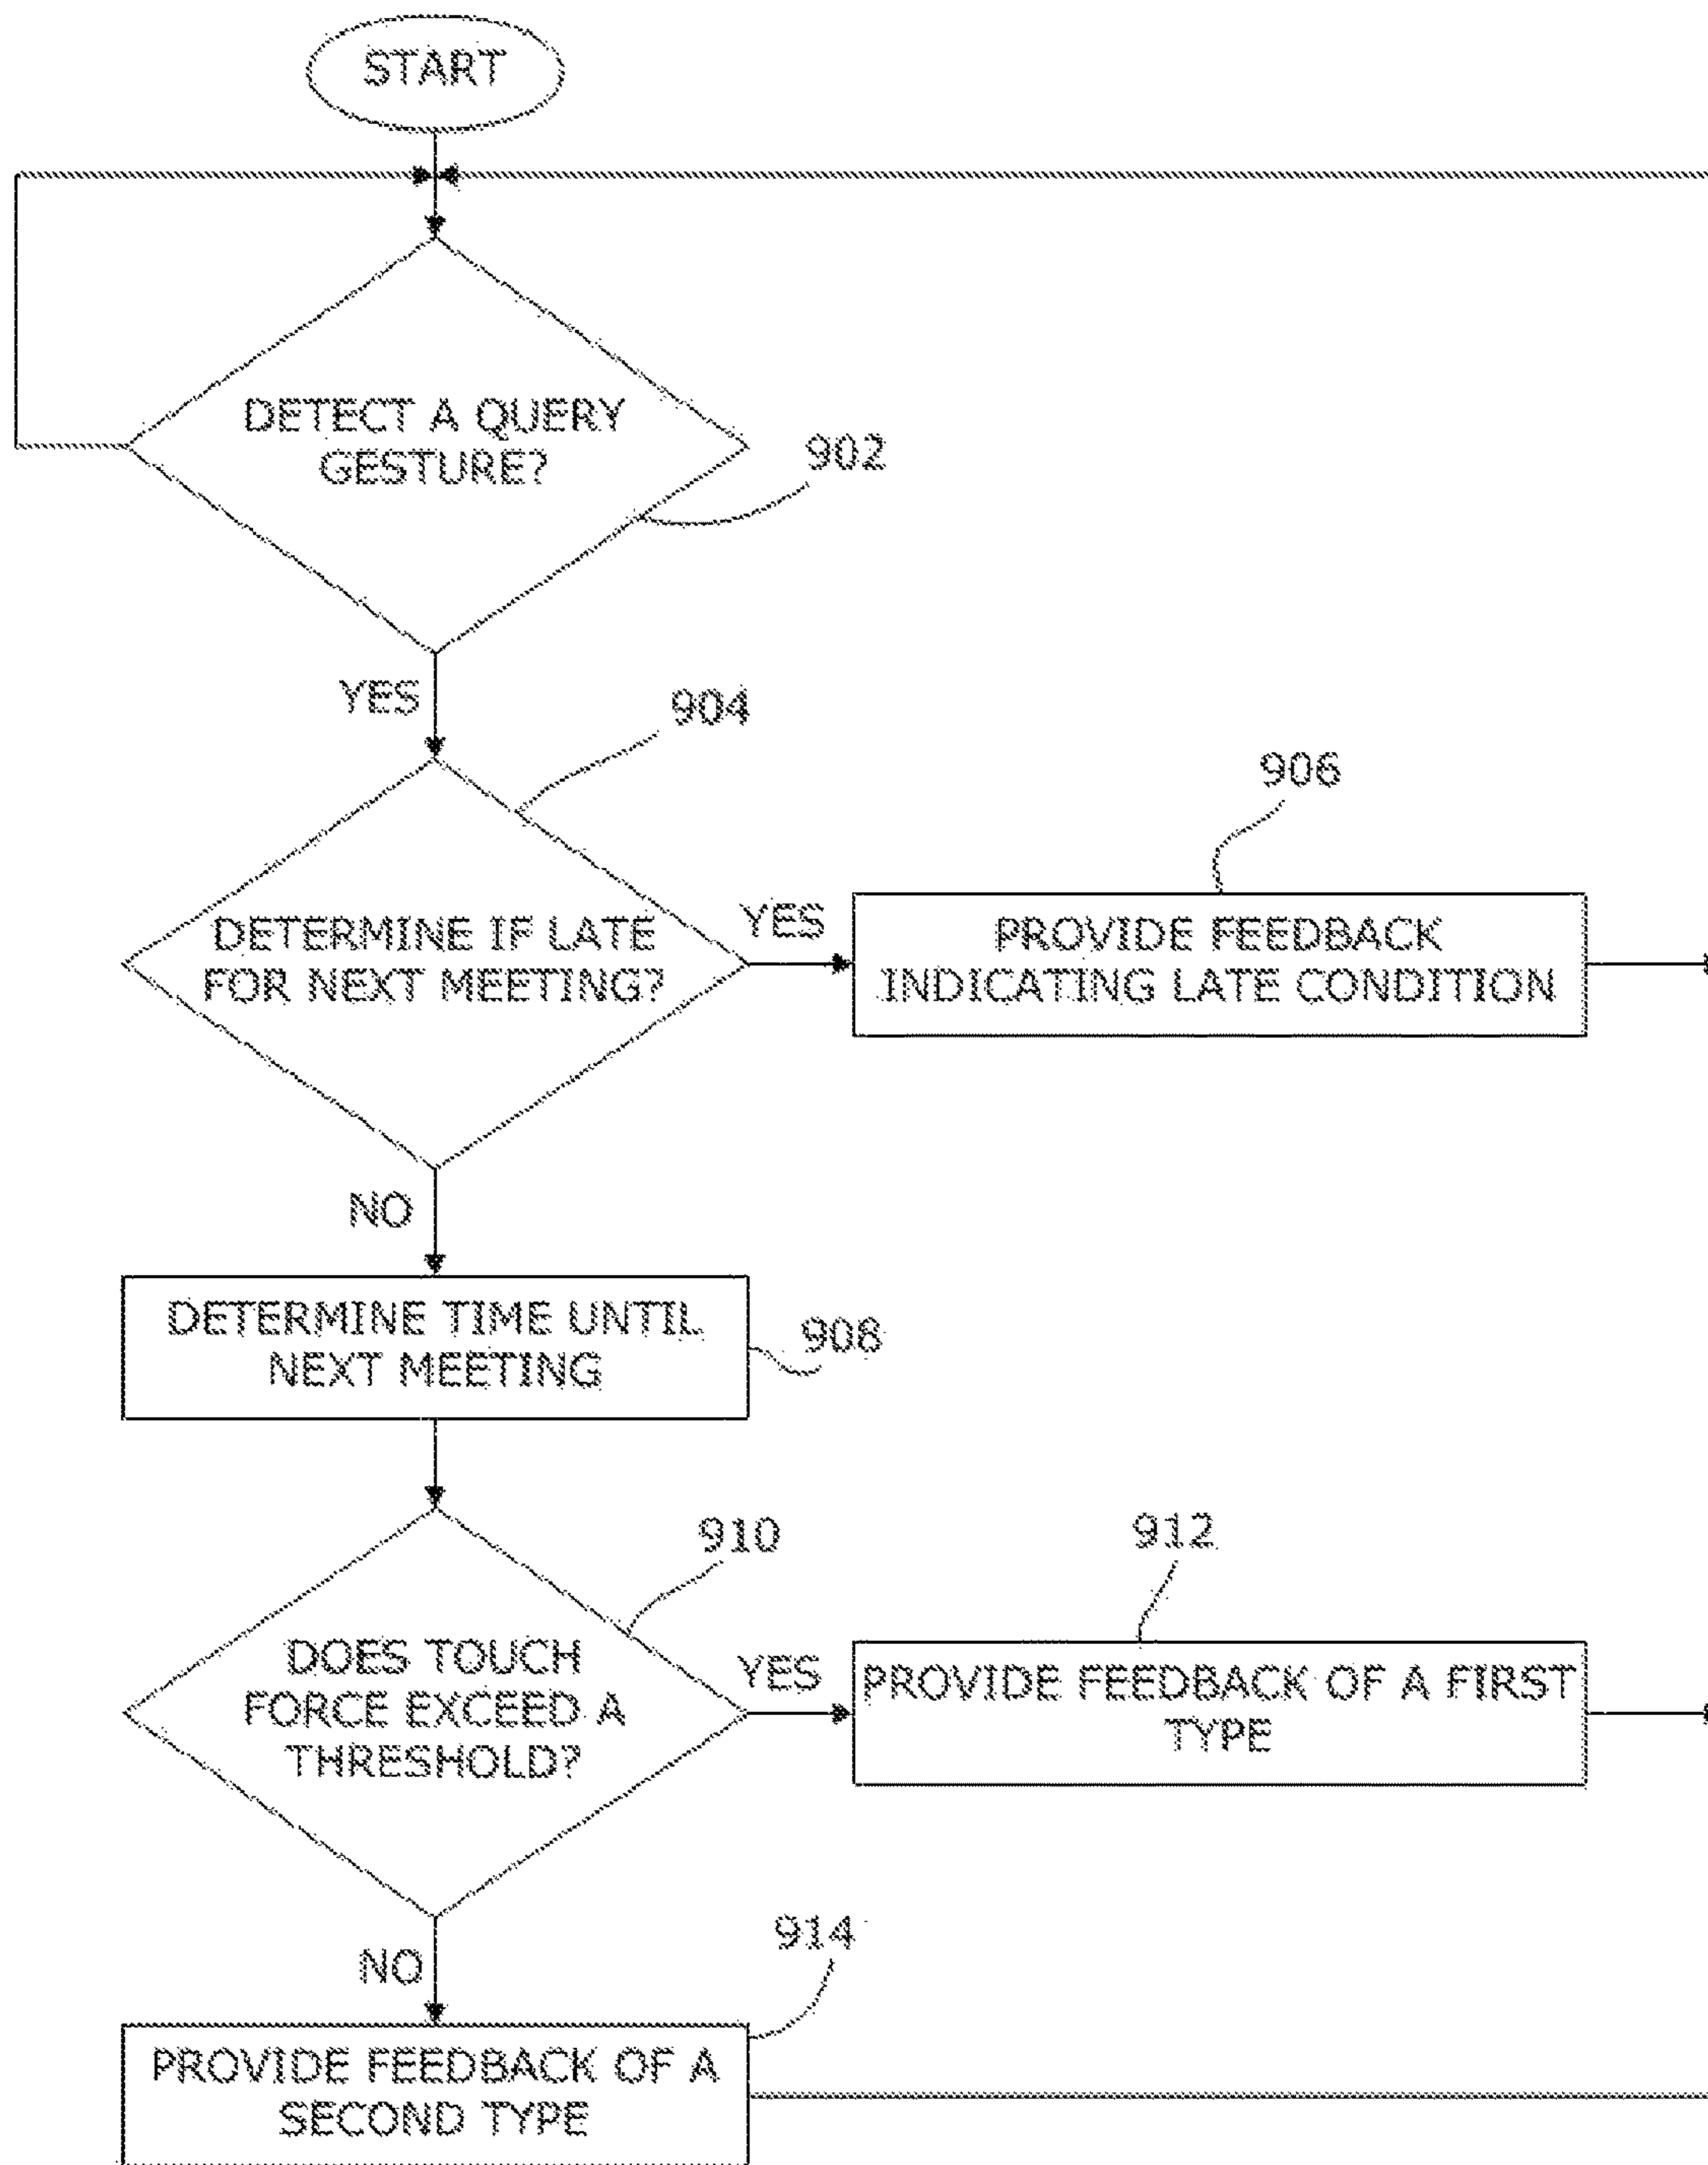 START
DETECT A QUERY
GESTURE?
902
YES
904
906
DETERMINE IF LATE
FOR NEXT MEETING?
YES
PROVIDE FEEDBACK
INDICATING LATE CONDITION
NO
DETERMINE TIME UNTIL
NEXT MEETING
908
910
912
DOES TOUCH
FORCE EXCEED A
THRESHOLD?
YES
PROVIDE FEEDBACK OF A FIRST
TYPE
NO
914
PROVIDE FEEDBACK OF A
SECOND TYPE